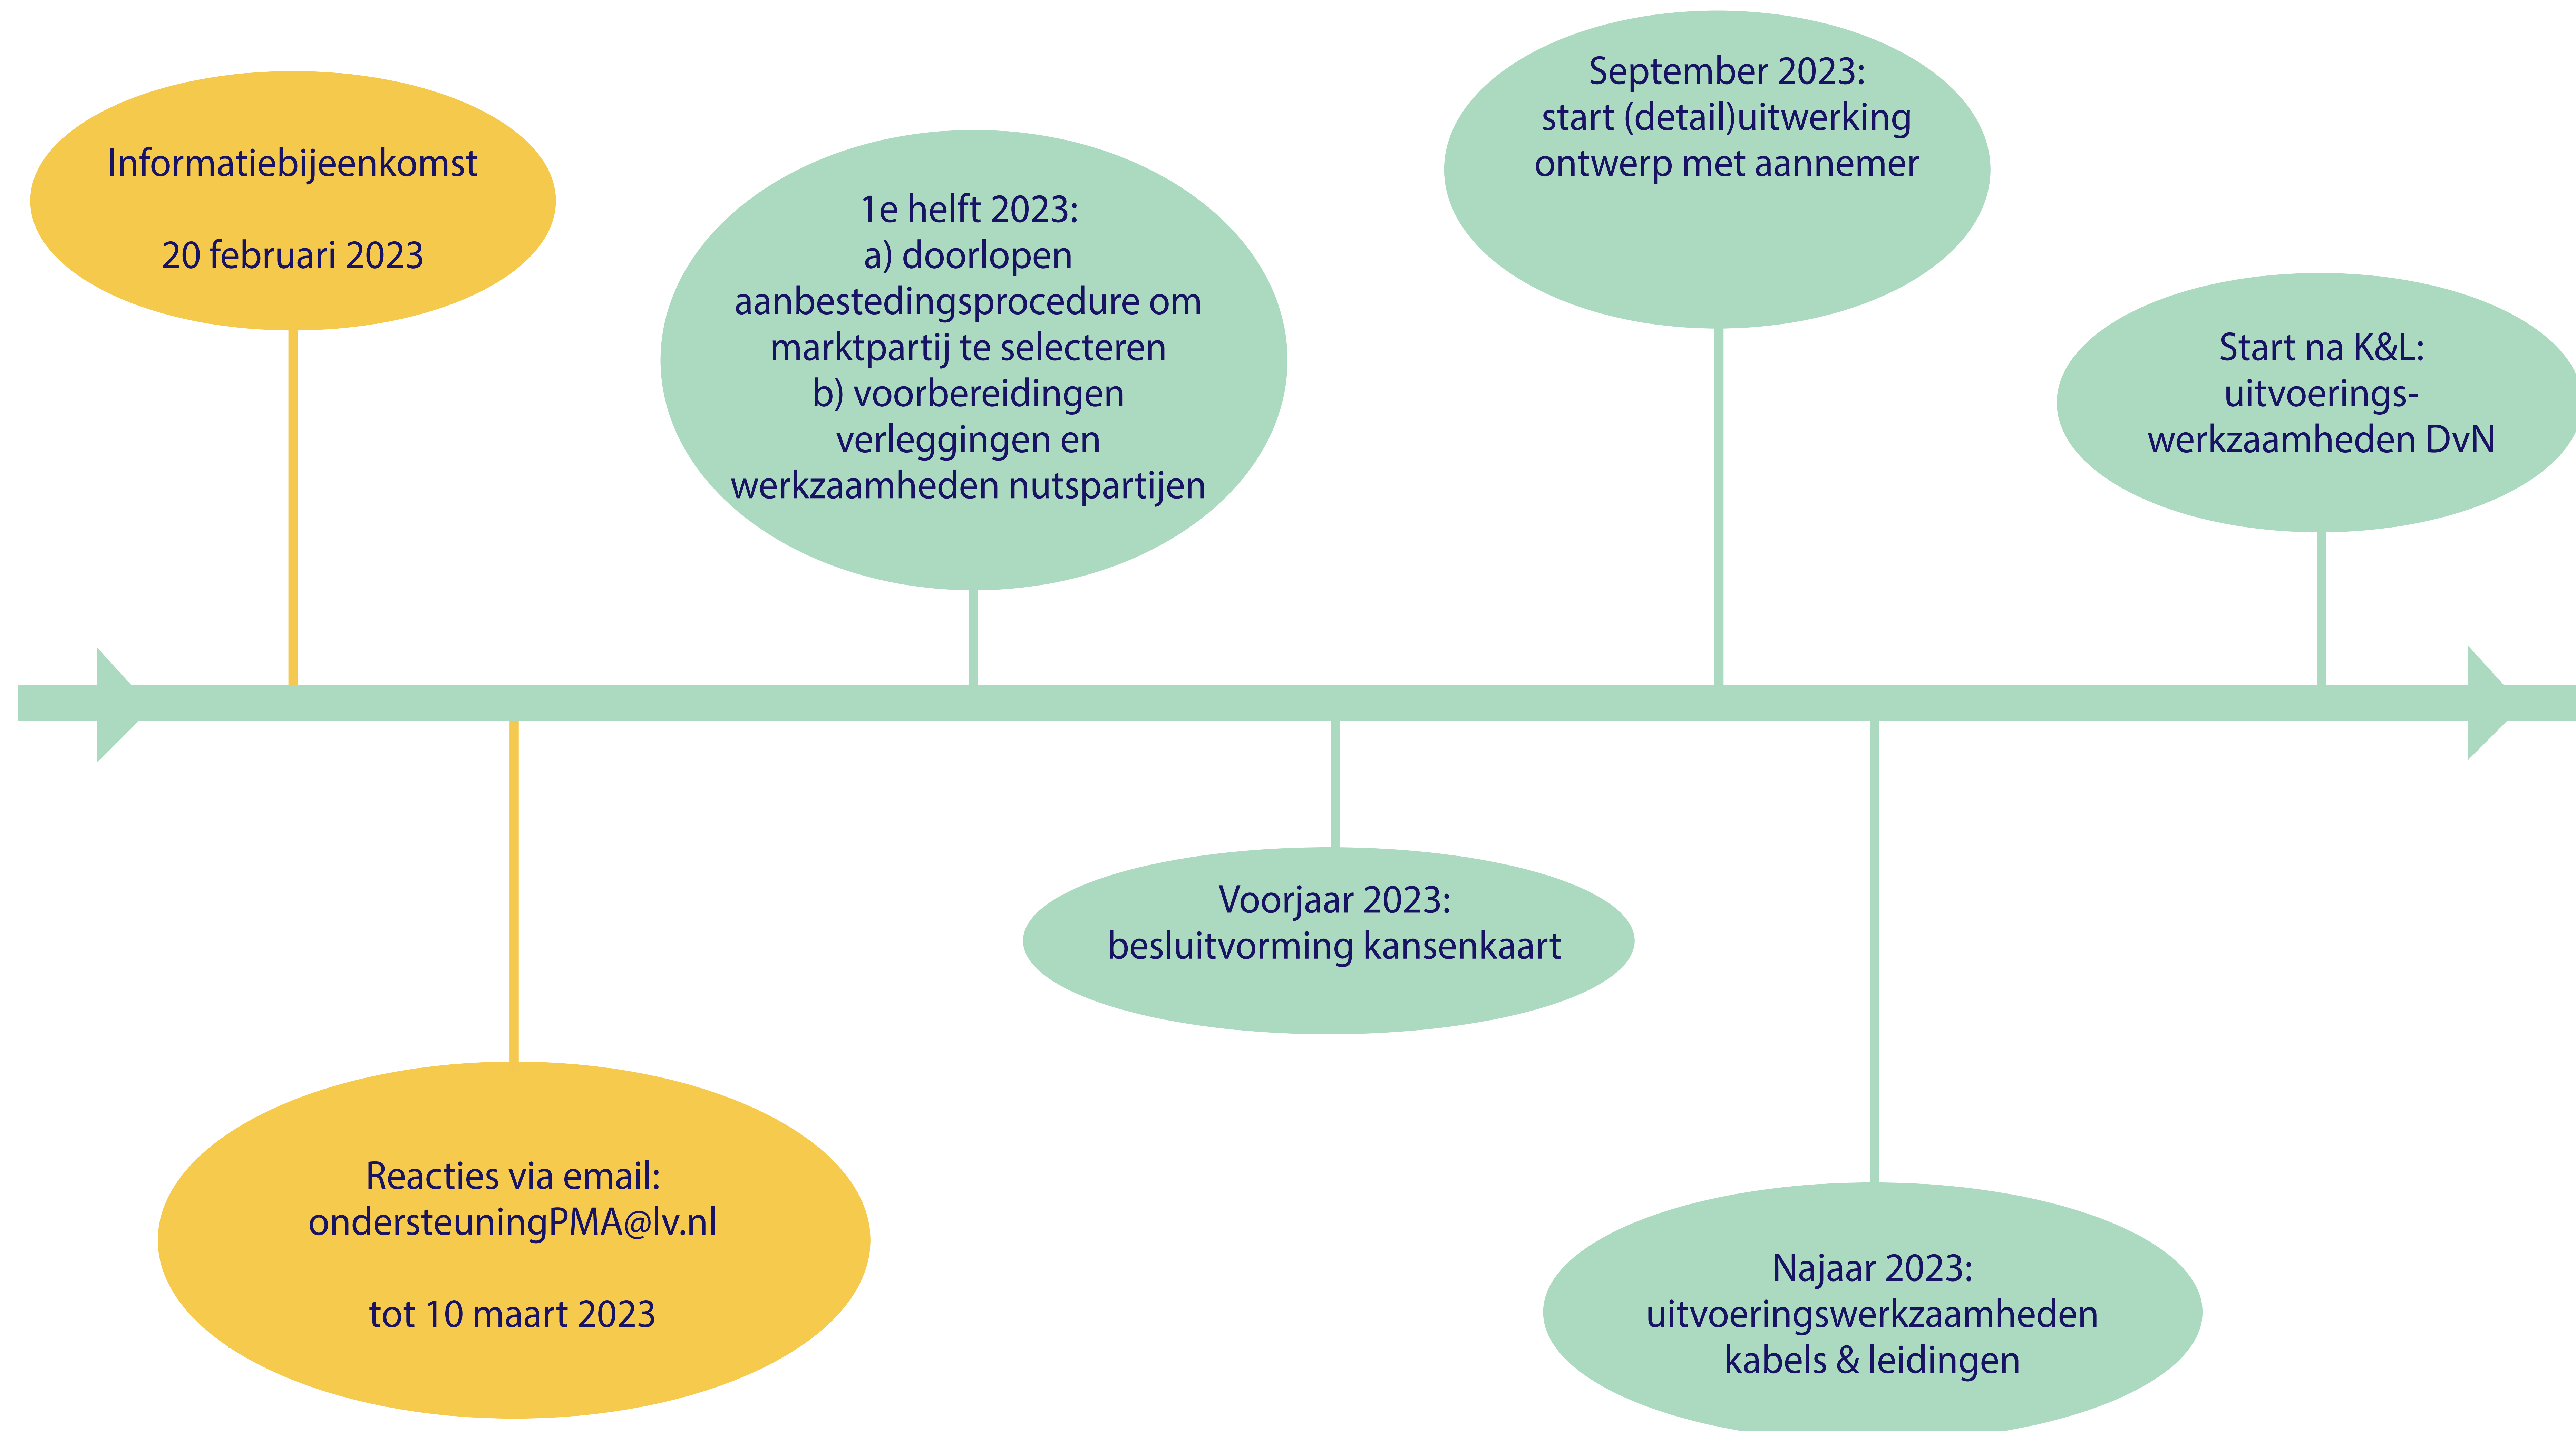 Informatiebijeenkomst
20 februari 2023
Reacties via email:
ondersteuningPMA@lv.nl
tot 10 maart 2023
1e helft 2023:
a) doorlopen
aanbestedingsprocedure om
marktpartij te selecteren
b) voorbereidingen
verleggingen en
werkzaamheden nutspartijen
Voorjaar 2023:
besluitvorming kansenkaart
September 2023:
start (detail)uitwerking
ontwerp met aannemer
Najaar 2023:
uitvoeringswerkzaamheden
kabels & leidingen
Start na K&L:
uitvoerings-
werkzaamheden DvN